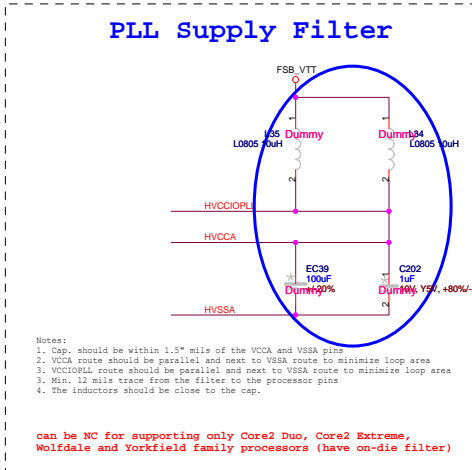 PLL Supply Filter
FSB_VTT
1
1
L35
Dummy
L34
Dummy
L0805 10uH
L0805 10uH
2
2
HVCCIOPLL
HVCCA
EC39
100uF
+/-20%
Dummy
C202
1uF
10V, Y5V, +80%/-
Dummy
1
2
HVSSA
Notes:
1. Cap. should be within 1.5" mils of the VCCA and VSSA pins
2. VCCA route should be parallel and next to VSSA route to minimize loop area
3. VCCIOPLL route should be parallel and next to VSSA route to minimize loop area
3. Min. 12 mils trace from the filter to the processor pins
4. The inductors should be close to the cap.
can be NC for supporting only Core2 Duo, Core2 Extreme,
Wolfdale and Yorkfield family processors (have on-die filter)